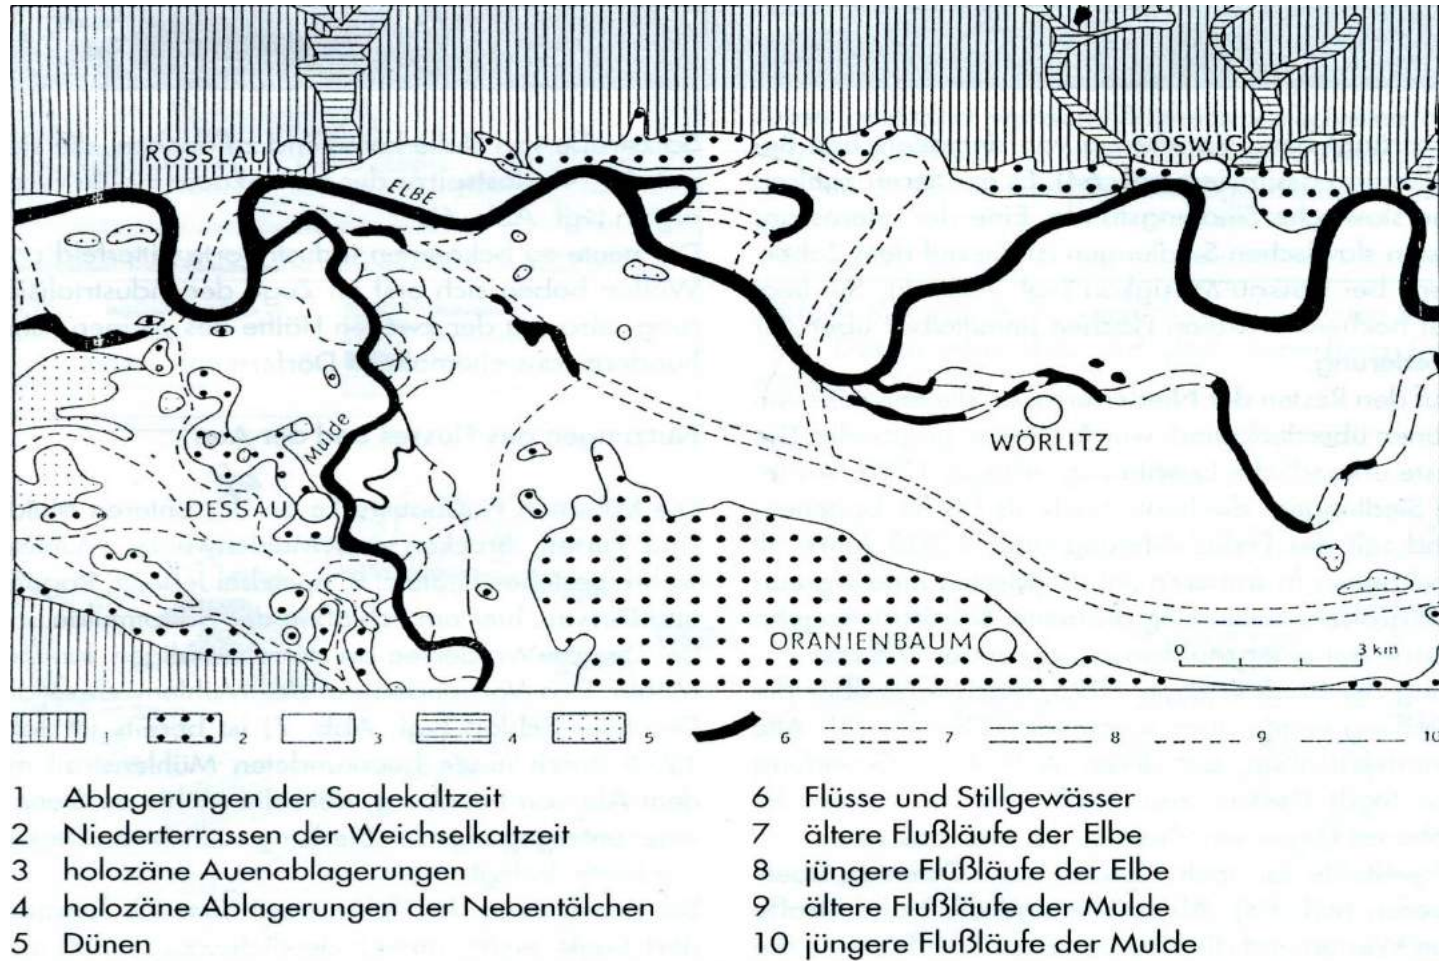 ROSSLAU
COSWIG
ELBE
Mulde
WÖRLITZ
DESSAU
ORANIENBAUM
0 3 km
1 2 3 4 5 6 7 8 9 10
1 Ablagerungen der Saalekaltzeit
2 Niederterrassen der Weichselkaltzeit
3 holozäne Auenablagerungen
4 holozäne Ablagerungen der Nebentälchen
5 Dünen
6 Flüsse und Stillgewässer
7 ältere Flußläufe der Elbe
8 jüngere Flußläufe der Elbe
9 ältere Flußläufe der Mulde
10 jüngere Flußläufe der Mulde